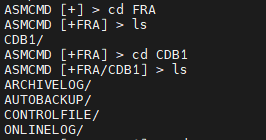 ASMCMD [+] > cd FRA
ASMCMD [+FRA] > ls
CDB1/
ASMCMD [+FRA] > cd CDB1
ASMCMD [+FRA/CDB1] > ls
ARCHIVELOG/
AUTOBACKUP/
CONTROLFILE/
ONLINELOG/